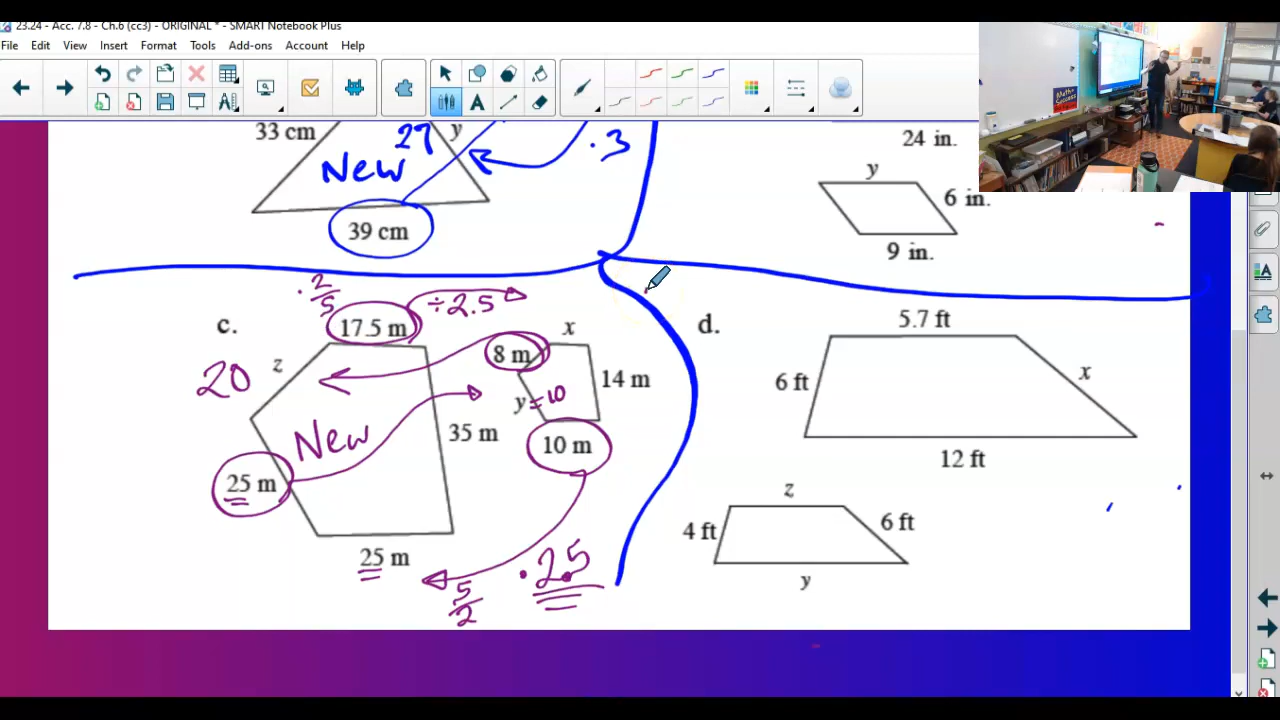 23.24 - Acc. 7.8 - Ch.6 (cc3) - ORIGINAL * - SMART Notebook Plus
File Edit View Insert Format Tools Add-ons Account Help
Math = Success
33 cm
27
y
New
.3
39 cm
24 in.
y
6 in.
9 in.
c.
· 2/5
17.5 m
÷2.5
20
z
8 m
x
14 m
y = 10
10 m
New
35 m
25 m
25 m
5/2
· 2.5
d.
5.7 ft
6 ft
x
12 ft
z
4 ft
6 ft
y